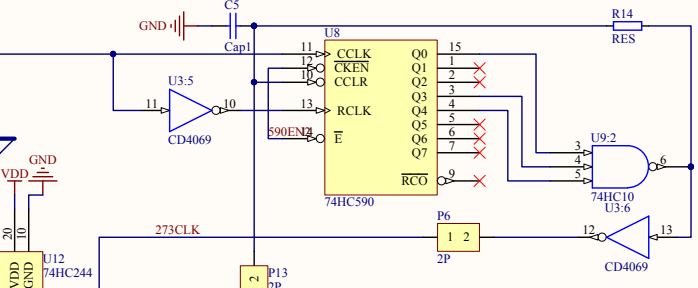 C5
R14
GND
U8
Cap1
RES
11
CCLK
Q0
15
12
CKEN
Q1
1
10
CCLR
Q2
2
Q3
3
U3:5
11
10
13
RCLK
Q4
4
Q5
5
590EN2
14
E
Q6
6
U9:2
CD4069
Q7
7
3
GND
4
6
VDD
RCO
9
5
74HC590
74HC10
P6
U3:6
273CLK
1 2
12
13
20
10
2P
U12
CD4069
VDD
GND
74HC244
2
P13
2P